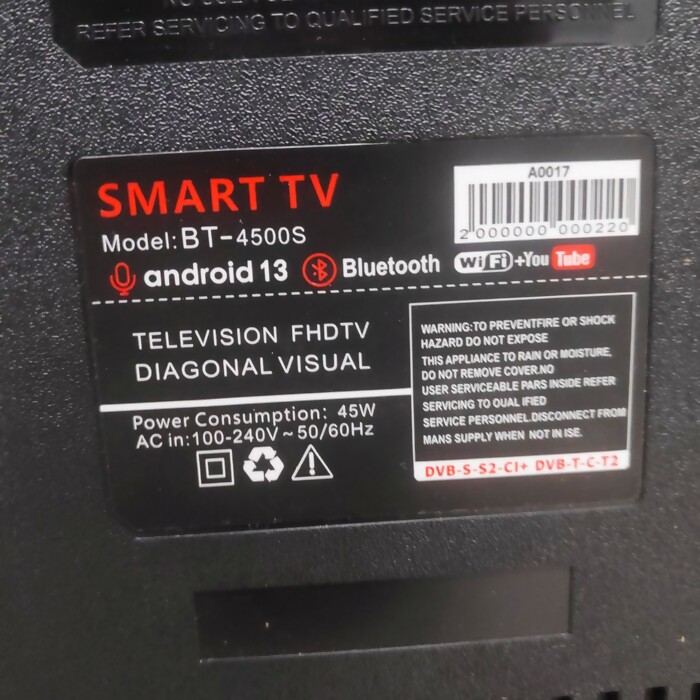 REFER SERVICING TO QUALIFIED SERVICE PERSONNEL
SMART TV
Model:BT-4500S
A0017
2 000000 000220
android 13 Bluetooth WiFi+YouTube
TELEVISION FHDTV
DIAGONAL VISUAL
Power Consumption: 45W
AC in:100-240V~50/60Hz
WARNING:TO PREVENTFIRE OR SHOCK
HAZARD DO NOT EXPOSE
THIS APPLIANCE TO RAIN OR MOISTURE,
DO NOT REMOVE COVER.NO
USER SERVICEABLE PARS INSIDE REFER
SERVICING TO QUAL IFIED
SERVICE PERSONNEL.DISCONNECT FROM
MANS SUPPLY WHEN NOT IN ISE.
DVB-S-S2-CI+ DVB-T-C-T2